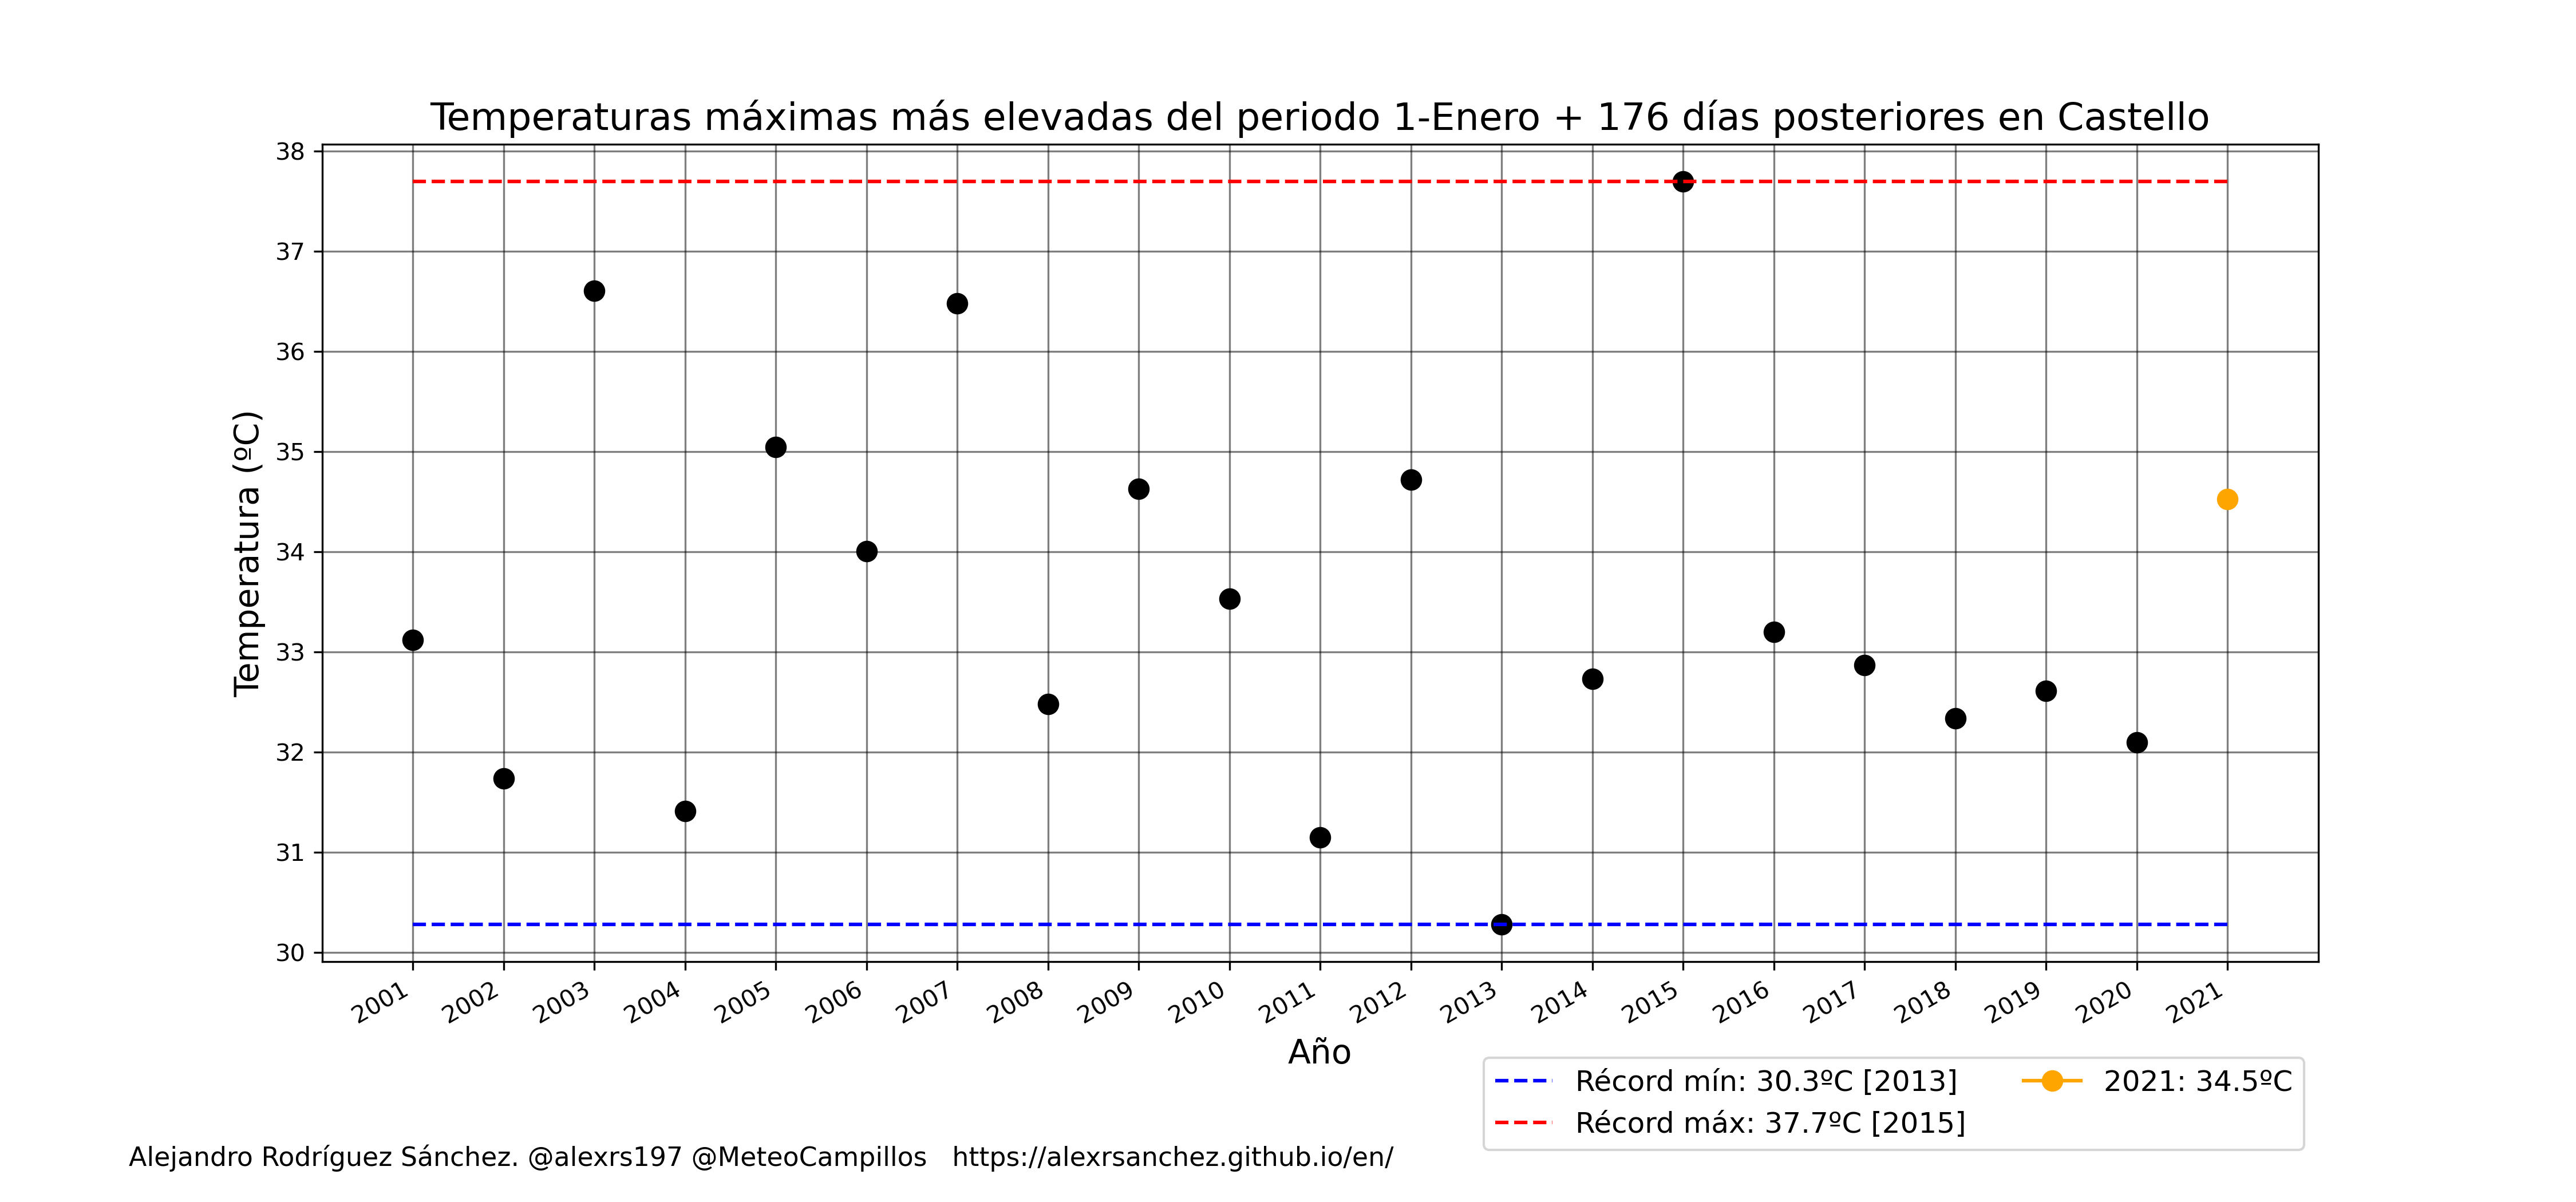 Temperaturas máximas más elevadas del periodo 1-Enero + 176 días posteriores en Castello
38
37
36
35
34
33
32
31
30
Temperatura (ºC)
2001 2002 2003 2004 2005 2006 2007 2008 2009 2010 2011 2012 2013 2014 2015 2016 2017 2018 2019 2020 2021
Año
Récord mín: 30.3ºC [2013]
Récord máx: 37.7ºC [2015]
2021: 34.5ºC
Alejandro Rodríguez Sánchez. @alexrs197 @MeteoCampillos https://alexrsanchez.github.io/en/